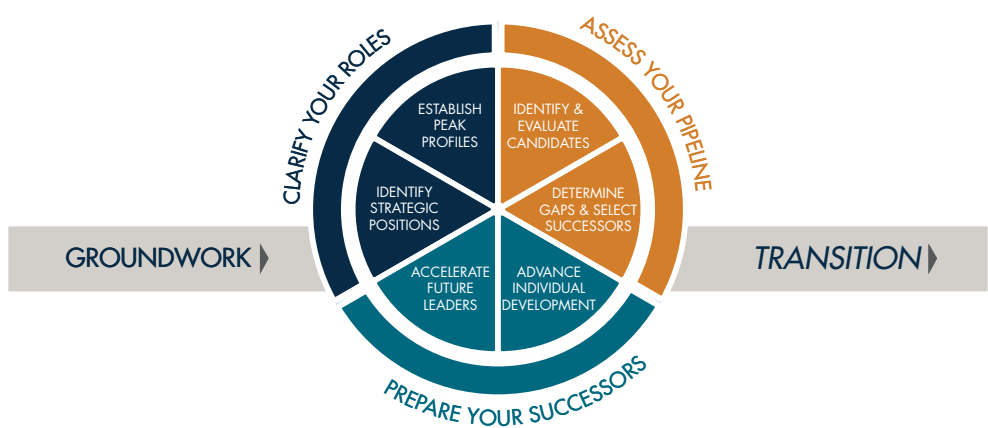 GROUNDWORK
CLARIFY YOUR ROLES
IDENTIFY
STRATEGIC
POSITIONS
ESTABLISH
PEAK
PROFILES
ASSESS YOUR PIPELINE
IDENTIFY &
EVALUATE
CANDIDATES
DETERMINE
GAPS & SELECT
SUCCESSORS
PREPARE YOUR SUCCESSORS
ADVANCE
INDIVIDUAL
DEVELOPMENT
ACCELERATE
FUTURE
LEADERS
TRANSITION